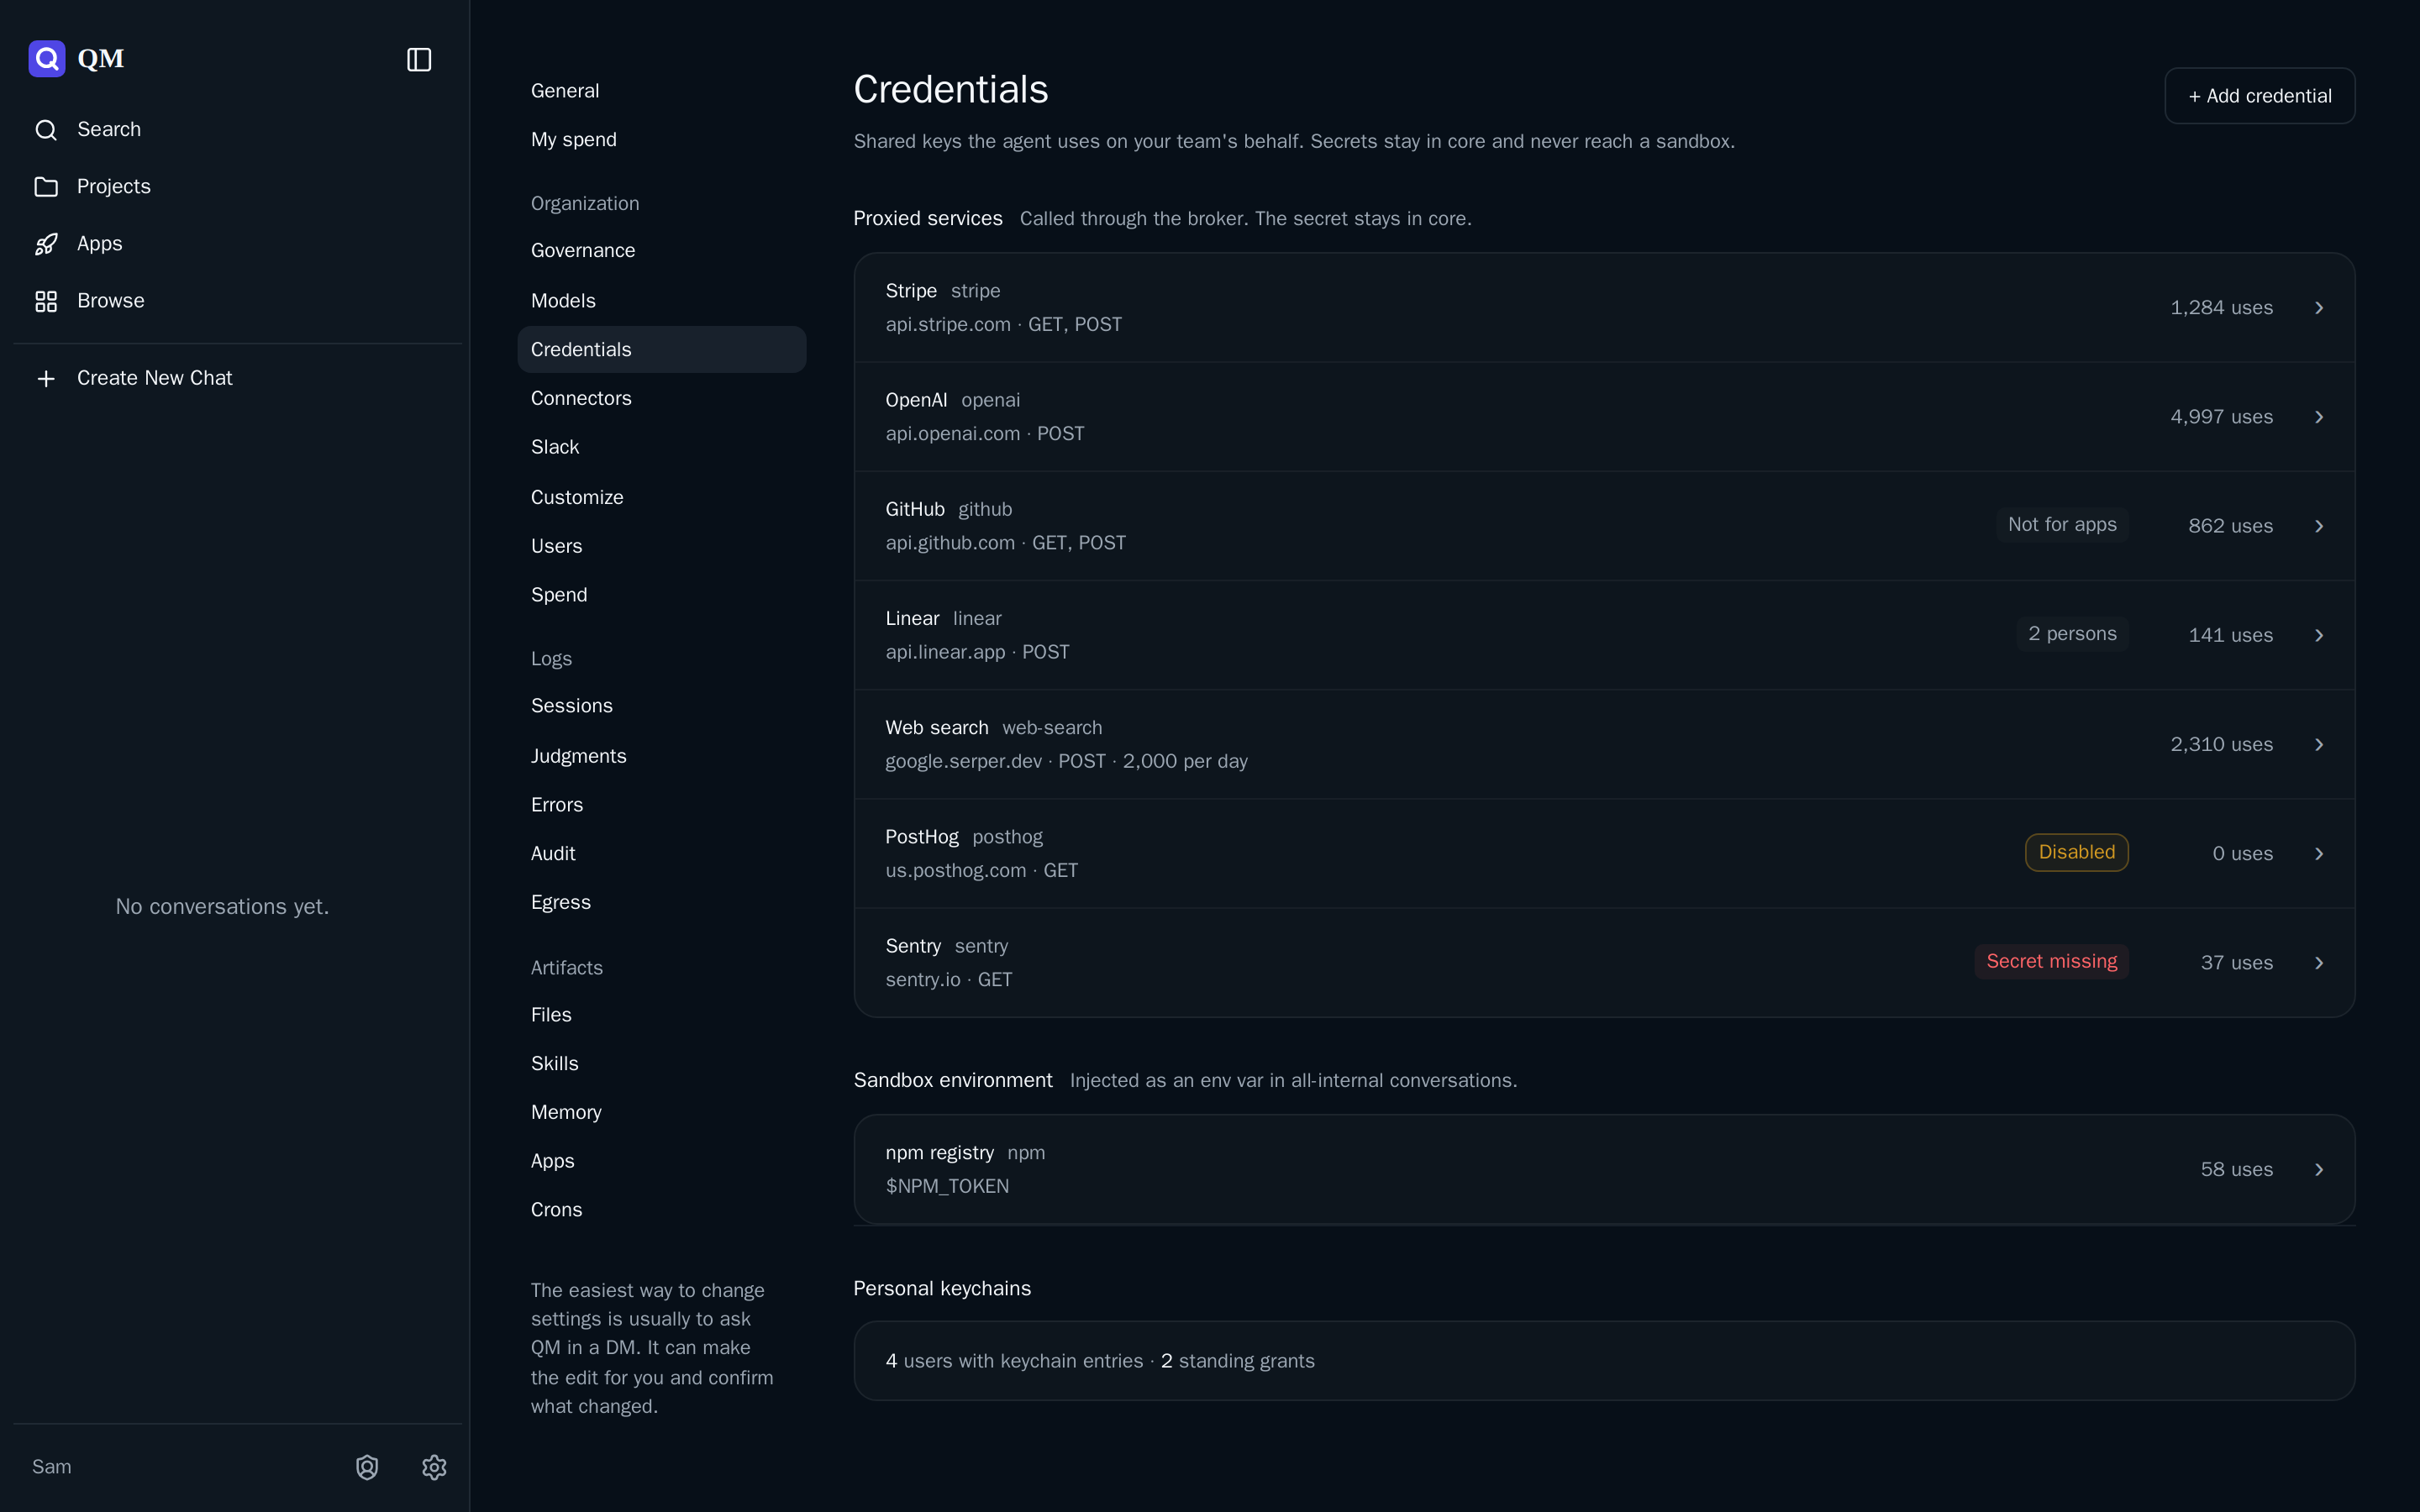 QM
Search
Projects
Apps
Browse
Create New Chat
No conversations yet.
Sam
General
My spend
Organization
Governance
Models
Credentials
Connectors
Slack
Customize
Users
Spend
Logs
Sessions
Judgments
Errors
Audit
Egress
Artifacts
Files
Skills
Memory
Apps
Crons
The easiest way to change
settings is usually to ask
QM in a DM. It can make
the edit for you and confirm
what changed.
Credentials
+ Add credential
Shared keys the agent uses on your team's behalf. Secrets stay in core and never reach a sandbox.
Proxied services Called through the broker. The secret stays in core.
Stripe stripe
api.stripe.com · GET, POST
1,284 uses
OpenAI openai
api.openai.com · POST
4,997 uses
GitHub github
api.github.com · GET, POST
Not for apps
862 uses
Linear linear
api.linear.app · POST
2 persons
141 uses
Web search web-search
google.serper.dev · POST · 2,000 per day
2,310 uses
PostHog posthog
us.posthog.com · GET
Disabled
0 uses
Sentry sentry
sentry.io · GET
Secret missing
37 uses
Sandbox environment Injected as an env var in all-internal conversations.
npm registry npm
$NPM_TOKEN
58 uses
Personal keychains
4 users with keychain entries · 2 standing grants